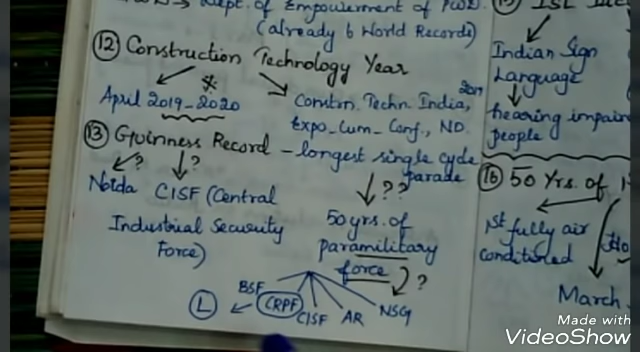 Dept. of Empowerment of PWD.
(already 6 World Records)
(12) Construction Technology Year
April 2019-2020
Constrn. Techn. India, 2019
Expo-Cum-Conf., ND.
(13) Guinness Record - longest single cycle
parade
? ? ??
Noida CISF (Central
Industrial Security
Force)
50 yrs. of
paramilitary
force ?
BSF
CRPF
CISF
AR
NSG
(L)
ISL
Indian Sign
Language
hearing impair
people
50 Yrs. of
1st fully air
conditioned
March
Made with
VideoShow